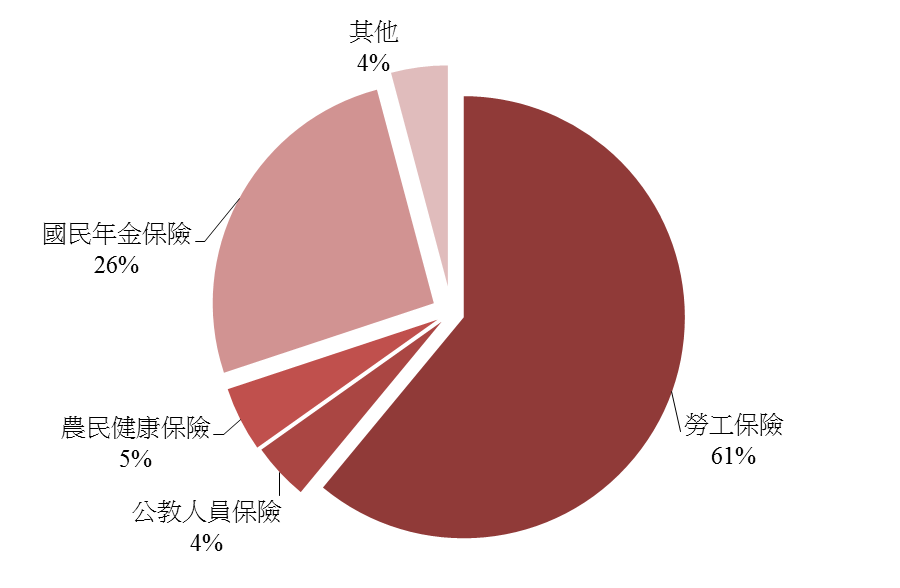 其他
4%
國民年金保險
26%
勞工保險
61%
農民健康保險
5%
公教人員保險
4%